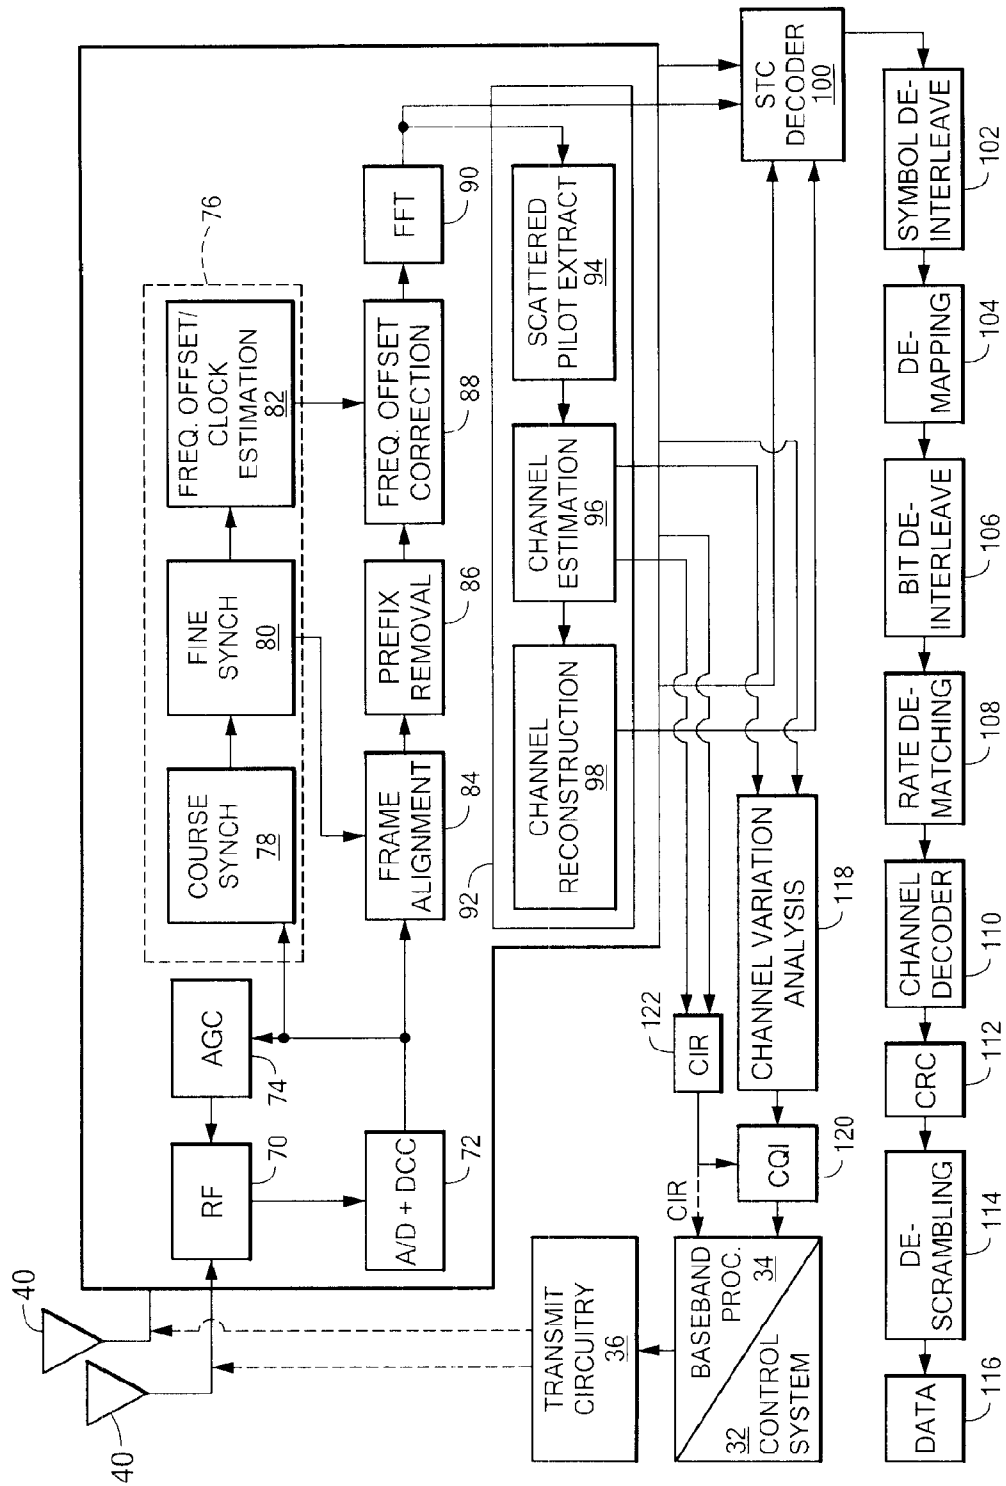 40
40
RF
70
AGC
74
A/D + DCC
72
COURSE
SYNCH
78
FINE
SYNCH
80
FREQ. OFFSET/
CLOCK
ESTIMATION
82
76
FRAME
ALIGNMENT
84
PREFIX
REMOVAL
86
FREQ. OFFSET
CORRECTION
88
FFT
90
92
CHANNEL
RECONSTRUCTION
98
CHANNEL
ESTIMATION
96
SCATTERED
PILOT EXTRACT
94
STC
DECODER
100
TRANSMIT
CIRCUITRY
36
BASEBAND
PROC.
34
32
CONTROL
SYSTEM
CIR
CIR
122
CQI
120
CHANNEL VARIATION
ANALYSIS
118
DATA
116
DE-
SCRAMBLING
114
CRC
112
CHANNEL
DECODER
110
RATE DE-
MATCHING
108
BIT DE-
INTERLEAVE
106
DE-
MAPPING
104
SYMBOL DE-
INTERLEAVE
102